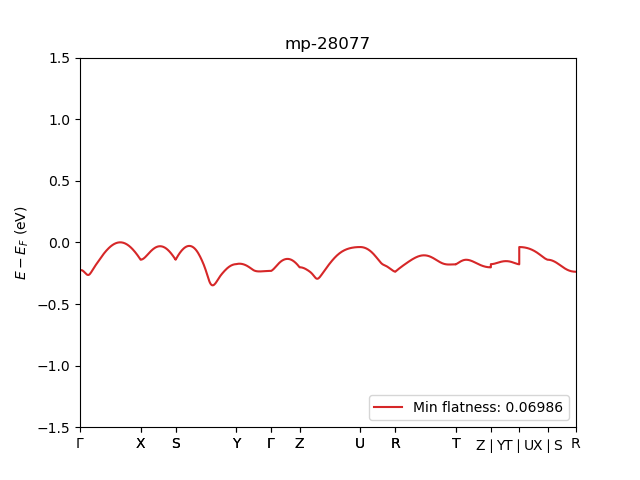 mp-28077
E − E_F (eV)
1.5
1.0
0.5
0.0
−0.5
−1.0
−1.5
Min flatness: 0.06986
Γ X S Y Γ Z U R T Z | YT | UX | S R